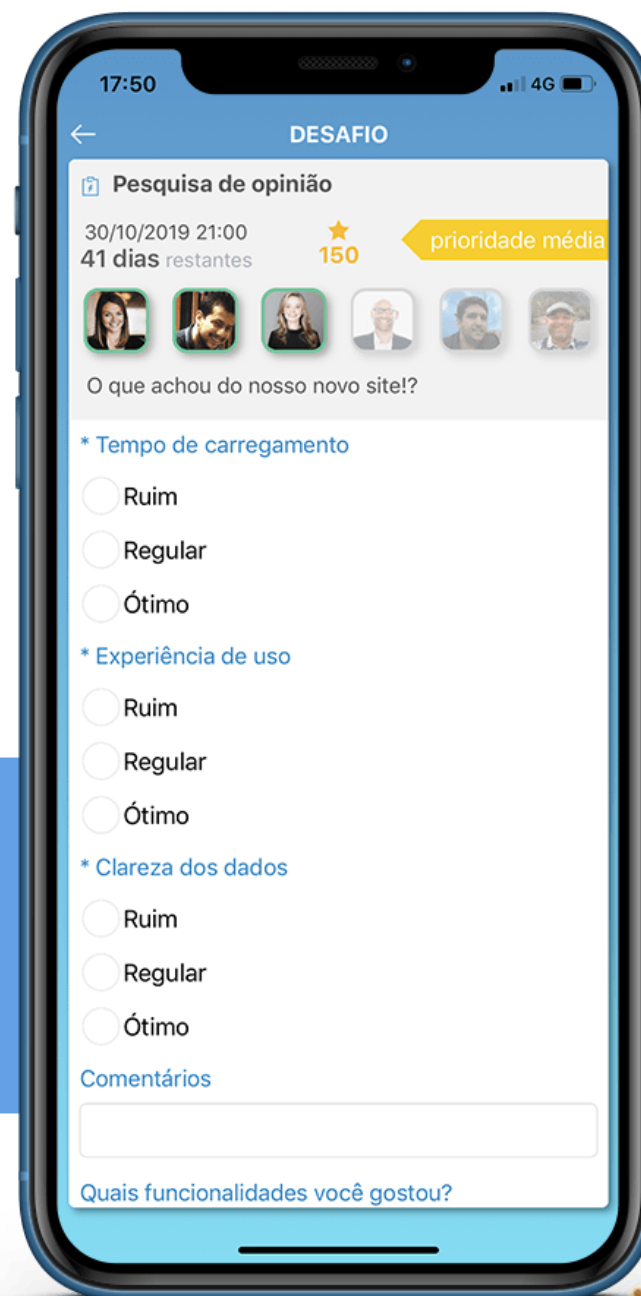 17:50
4G
DESAFIO
Pesquisa de opinião
30/10/2019 21:00
41 dias restantes
150
prioridade média
O que achou do nosso novo site!?
* Tempo de carregamento
Ruim
Regular
Ótimo
* Experiência de uso
Ruim
Regular
Ótimo
* Clareza dos dados
Ruim
Regular
Ótimo
Comentários
Quais funcionalidades você gostou?